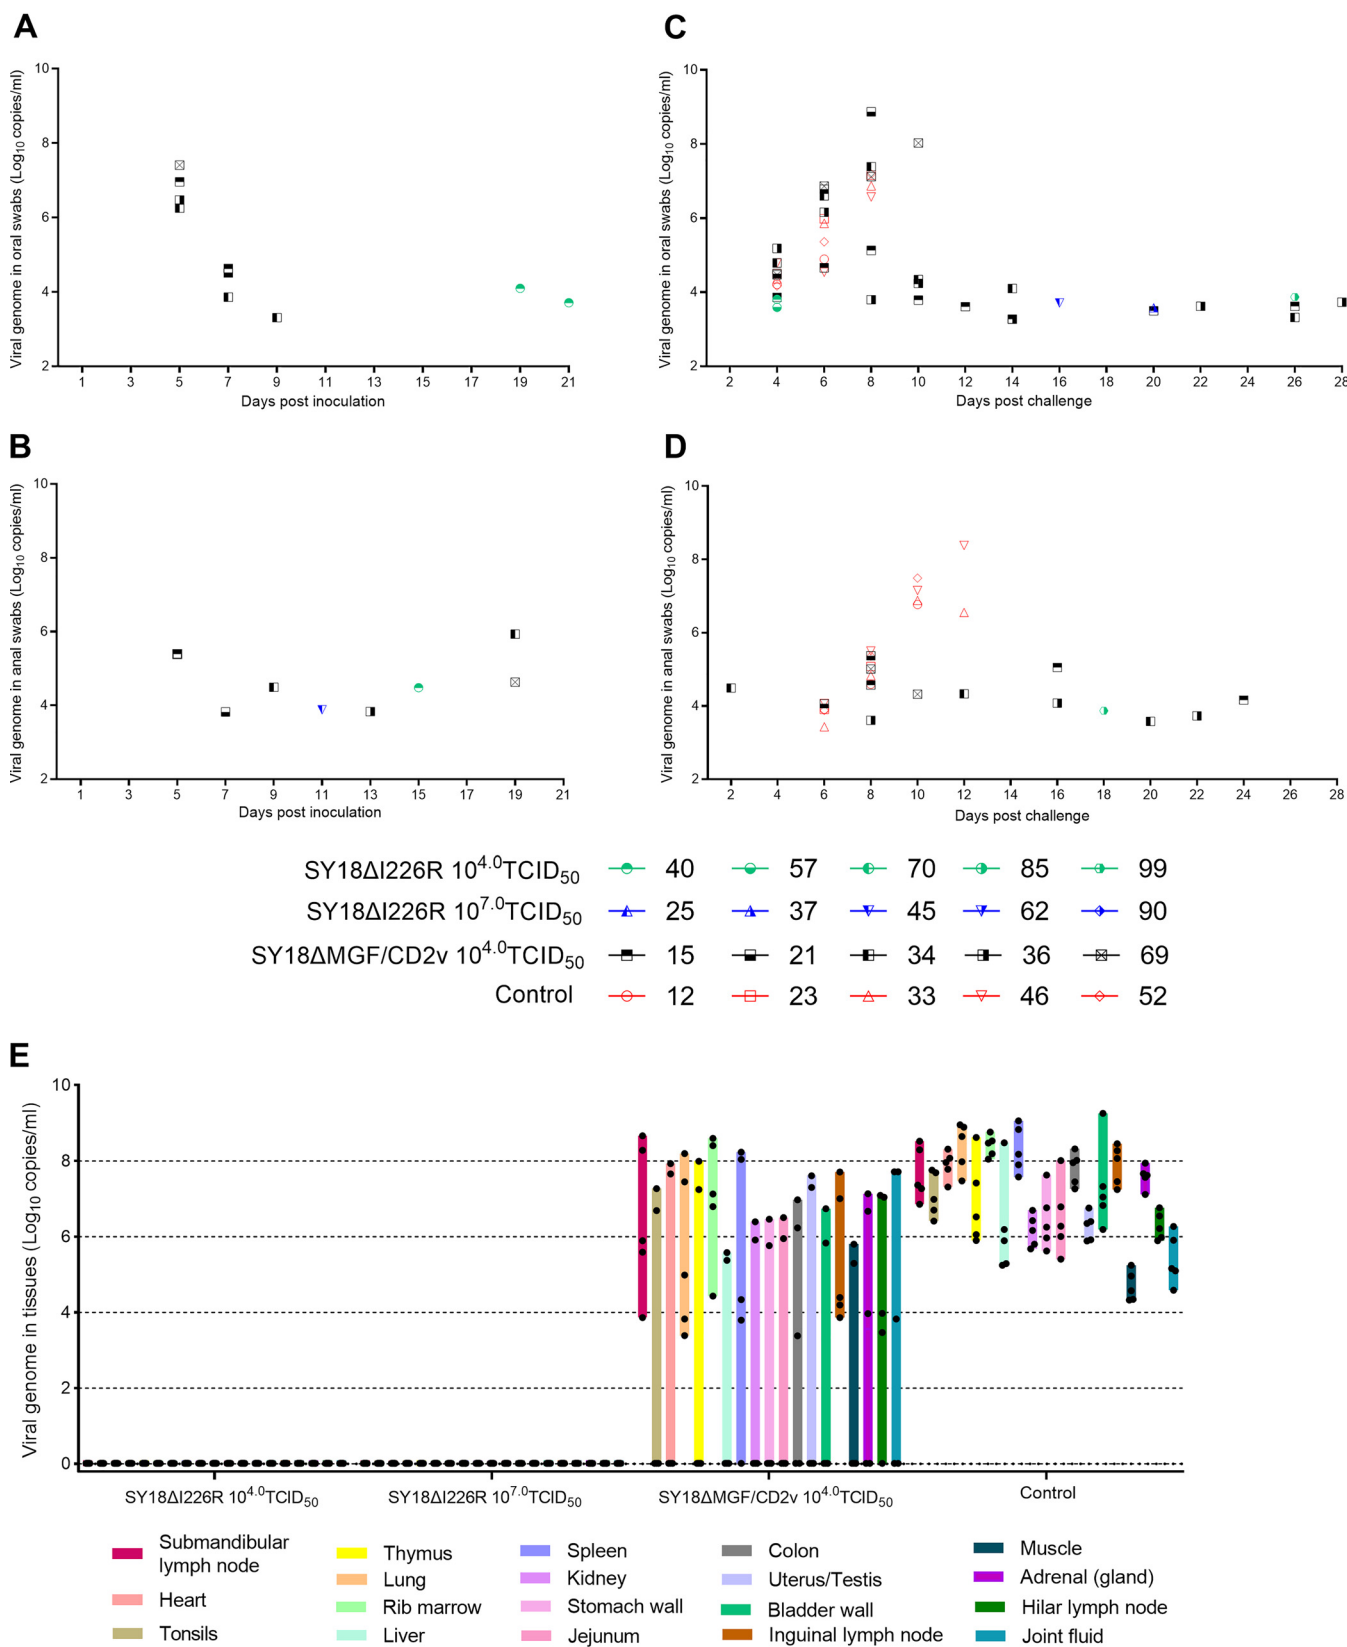 A
Viral genome in oral swabs (Log10 copies/ml)
10
8
6
4
2
1 3 5 7 9 11 13 15 17 19 21
Days post inoculation
C
Viral genome in oral swabs (Log10 copies/ml)
10
8
6
4
2
2 4 6 8 10 12 14 16 18 20 22 24 26 28
Days post challenge
B
Viral genome in anal swabs (Log10 copies/ml)
10
8
6
4
2
1 3 5 7 9 11 13 15 17 19 21
Days post inoculation
D
Viral genome in anal swabs (Log10 copies/ml)
10
8
6
4
2
2 4 6 8 10 12 14 16 18 20 22 24 26 28
Days post challenge
SY18ΔI226R 10^4.0TCID50 40 57 70 85 99
SY18ΔI226R 10^7.0TCID50 25 37 45 62 90
SY18ΔMGF/CD2v 10^4.0TCID50 15 21 34 36 69
Control 12 23 33 46 52
E
Viral genome in tissues (Log10 copies/ml)
10
8
6
4
2
0
SY18ΔI226R 10^4.0TCID50 SY18ΔI226R 10^7.0TCID50 SY18ΔMGF/CD2v 10^4.0TCID50 Control
Submandibular
lymph node
Heart
Tonsils
Thymus
Lung
Rib marrow
Liver
Spleen
Kidney
Stomach wall
Jejunum
Colon
Uterus/Testis
Bladder wall
Inguinal lymph node
Muscle
Adrenal (gland)
Hilar lymph node
Joint fluid